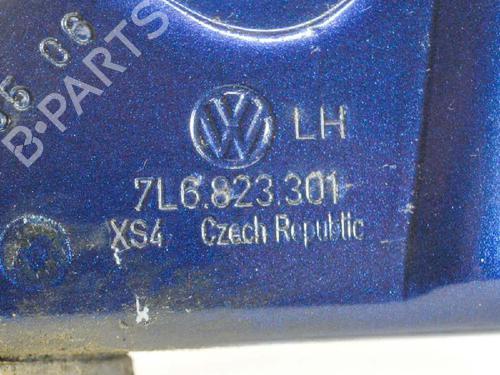 5 06
B-PARTS
LH
7L6.823.301
XS4 Czech Republic